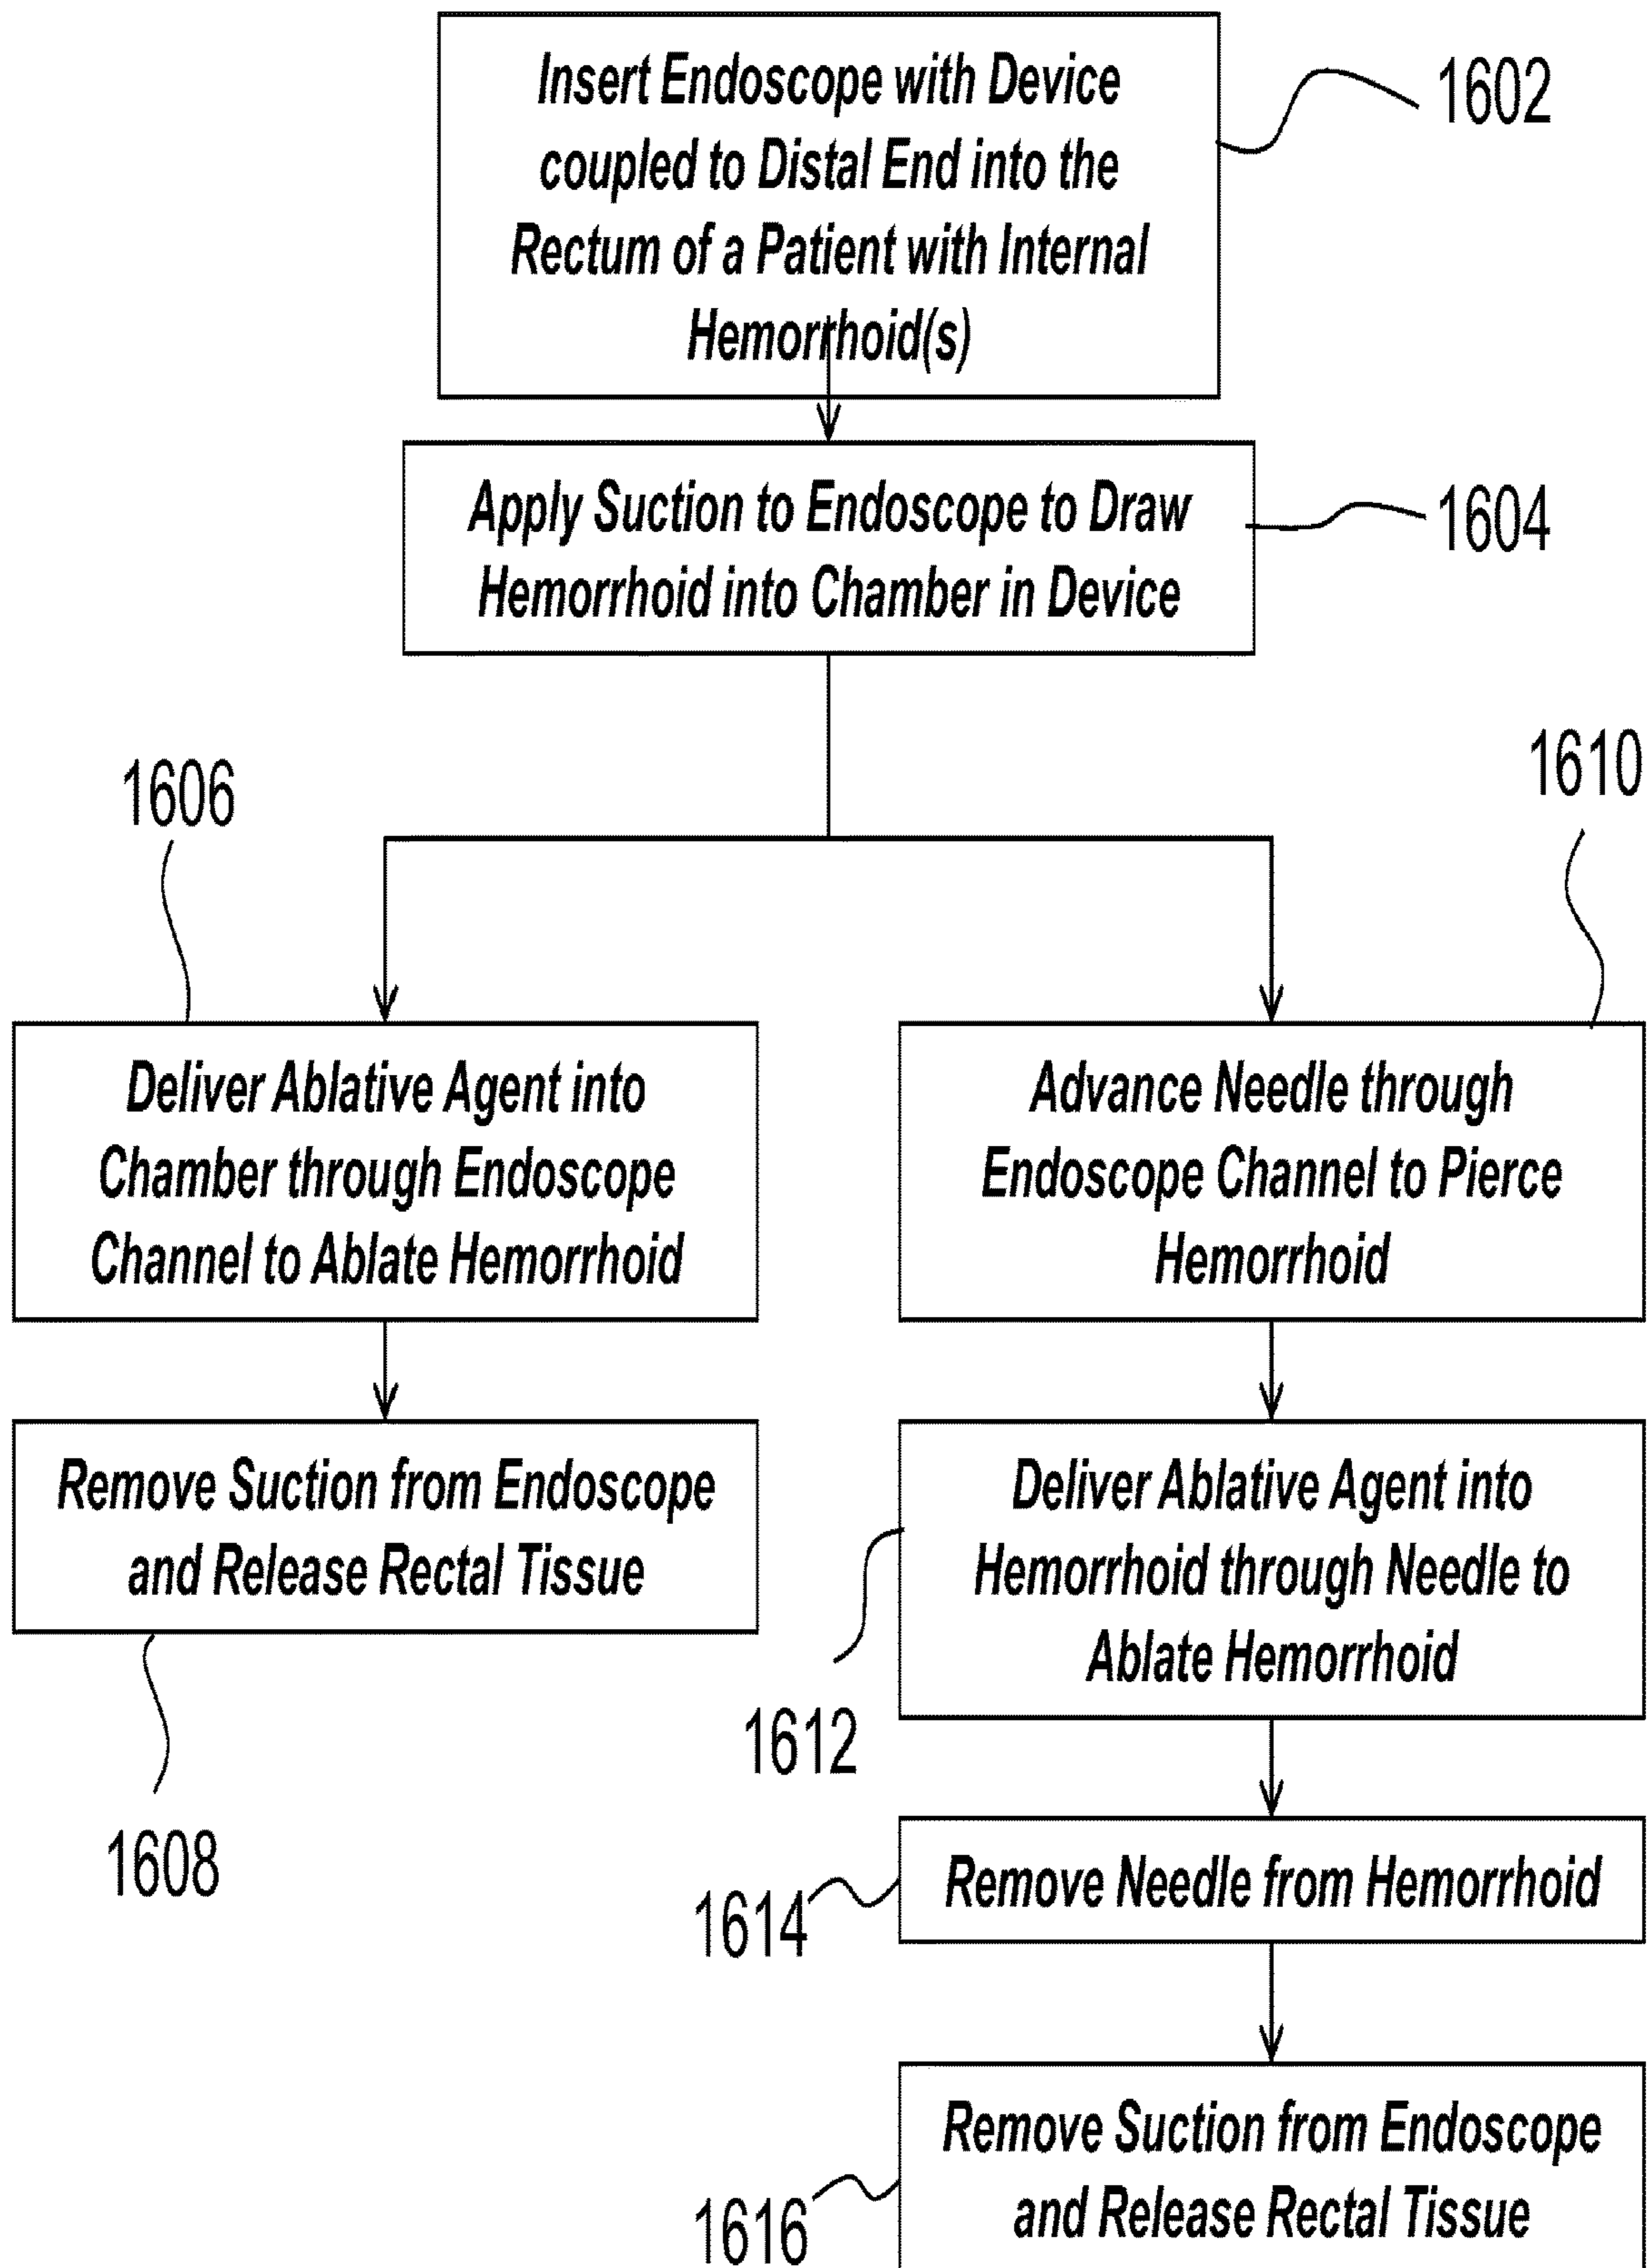 Insert Endoscope with Device
coupled to Distal End into the
Rectum of a Patient with Internal
Hemorrhoid(s)
1602
Apply Suction to Endoscope to Draw
Hemorrhoid into Chamber in Device
1604
1606
Deliver Ablative Agent into
Chamber through Endoscope
Channel to Ablate Hemorrhoid
Remove Suction from Endoscope
and Release Rectal Tissue
1608
1610
Advance Needle through
Endoscope Channel to Pierce
Hemorrhoid
Deliver Ablative Agent into
Hemorrhoid through Needle to
Ablate Hemorrhoid
1612
Remove Needle from Hemorrhoid
1614
Remove Suction from Endoscope
and Release Rectal Tissue
1616